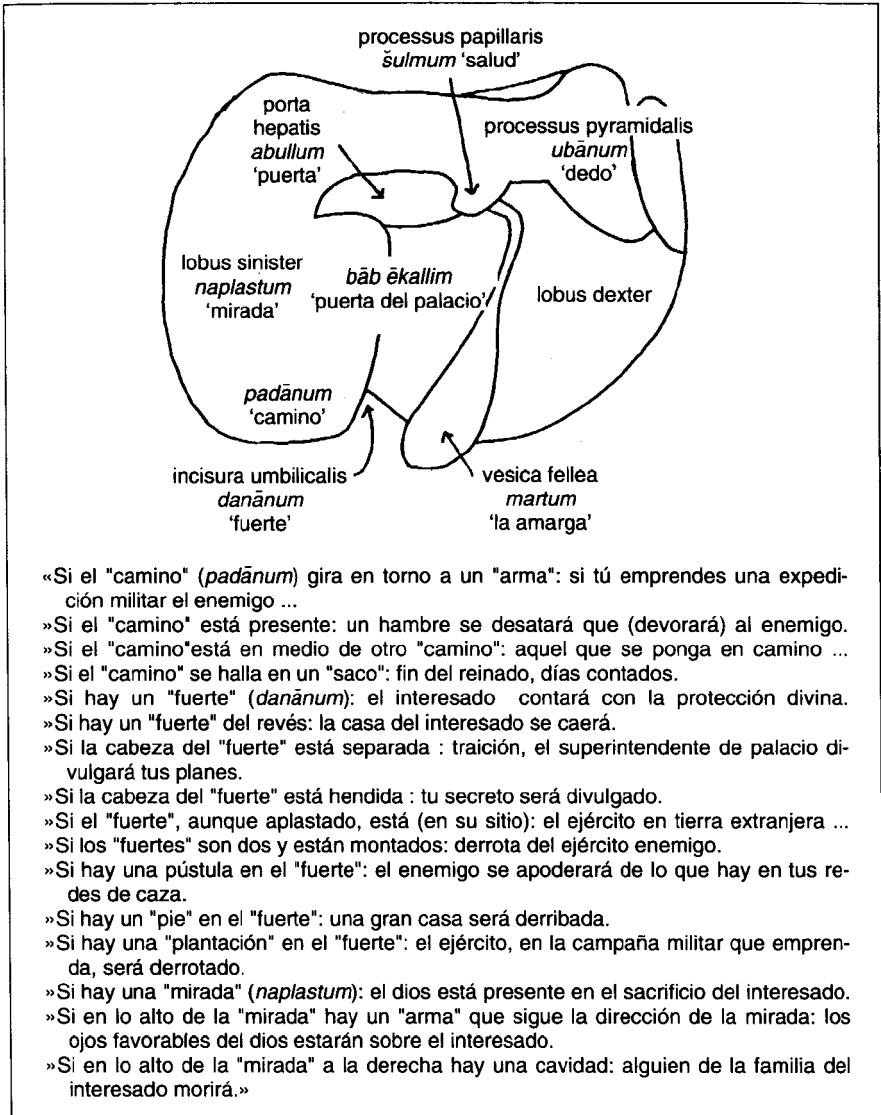 processus papillaris
šulmum 'salud'
porta
hepatis
abullum
'puerta'
processus pyramidalis
ubānum
'dedo'
lobus sinister
naplastum
'mirada'
bāb ēkallim
'puerta del palacio'
lobus dexter
padānum
'camino'
incisura umbilicalis
danānum
'fuerte'
vesica fellea
martum
'la amarga'
«Si el "camino" (padānum) gira en torno a un "arma": si tú emprendes una expedi-
ción militar el enemigo ...
»Si el "camino" está presente: un hambre se desatará que (devorará) al enemigo.
»Si el "camino"está en medio de otro "camino": aquel que se ponga en camino ...
»Si el "camino" se halla en un "saco": fin del reinado, días contados.
»Si hay un "fuerte" (danānum): el interesado contará con la protección divina.
»Si hay un "fuerte" del revés: la casa del interesado se caerá.
»Si la cabeza del "fuerte" está separada : traición, el superintendente de palacio di-
vulgará tus planes.
»Si la cabeza del "fuerte" está hendida : tu secreto será divulgado.
»Si el "fuerte", aunque aplastado, está (en su sitio): el ejército en tierra extranjera ...
»Si los "fuertes" son dos y están montados: derrota del ejército enemigo.
»Si hay una pústula en el "fuerte": el enemigo se apoderará de lo que hay en tus re-
des de caza.
»Si hay un "pie" en el "fuerte": una gran casa será derribada.
»Si hay una "plantación" en el "fuerte": el ejército, en la campaña militar que empren-
da, será derrotado.
»Si hay una "mirada" (naplastum): el dios está presente en el sacrificio del interesado.
»Si en lo alto de la "mirada" hay un "arma" que sigue la dirección de la mirada: los
ojos favorables del dios estarán sobre el interesado.
»Si en lo alto de la "mirada" a la derecha hay una cavidad: alguien de la familia del
interesado morirá.»